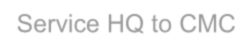 Service HQ to CMC